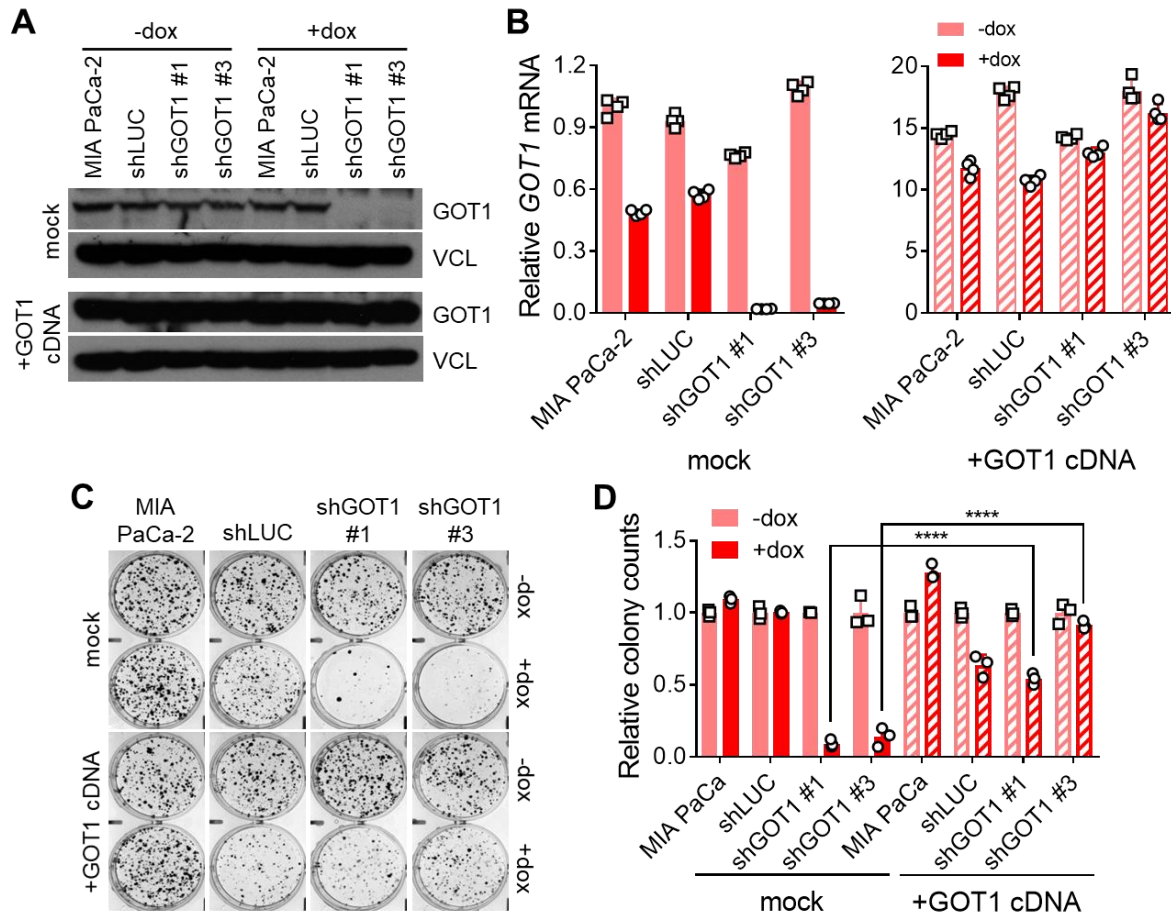 A
-dox
+dox
MIA PaCa-2
shLUC
shGOT1 #1
shGOT1 #3
MIA PaCa-2
shLUC
shGOT1 #1
shGOT1 #3
mock
GOT1
VCL
+GOT1
cDNA
GOT1
VCL
B
-dox
+dox
Relative GOT1 mRNA
1.2
0.9
0.6
0.3
0.0
MIA PaCa-2
shLUC
shGOT1 #1
shGOT1 #3
mock
20
15
10
5
0
MIA PaCa-2
shLUC
shGOT1 #1
shGOT1 #3
+GOT1 cDNA
C
MIA
PaCa-2
shLUC
shGOT1
#1
shGOT1
#3
mock
-dox
+dox
+GOT1 cDNA
-dox
+dox
D
-dox
+dox
****
****
Relative colony counts
1.5
1.0
0.5
0.0
MIA PaCa
shLUC
shGOT1 #1
shGOT1 #3
MIA PaCa
shLUC
shGOT1 #1
shGOT1 #3
mock
+GOT1 cDNA